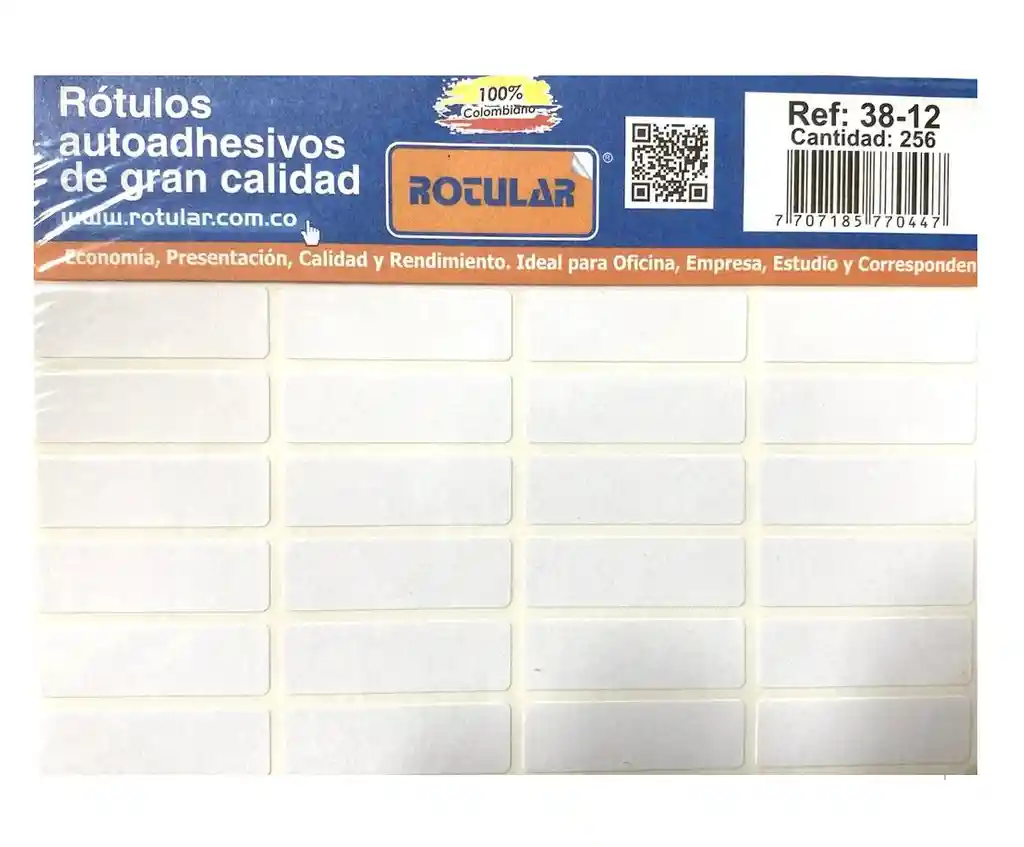 Rótulos
autoadhesivos
de gran calidad
www.rotular.com.co
100%
Colombiano
ROTULAR®
Ref: 38-12
Cantidad: 256
7 707185 770447
Economía, Presentación, Calidad y Rendimiento. Ideal para Oficina, Empresa, Estudio y Corresponden